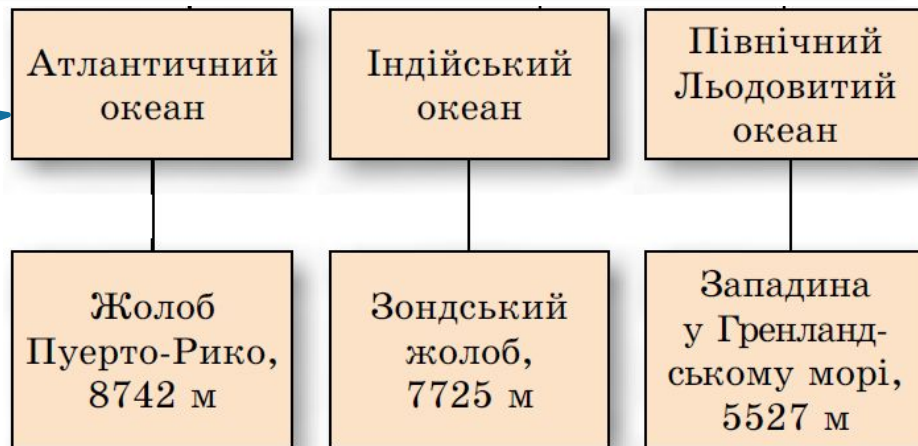 Атлантичний
океан
Індійський
океан
Північний
Льодовитий
океан
Жолоб
Пуерто-Рико,
8742 м
Зондський
жолоб,
7725 м
Западина
у Гренланд-
ському морі,
5527 м